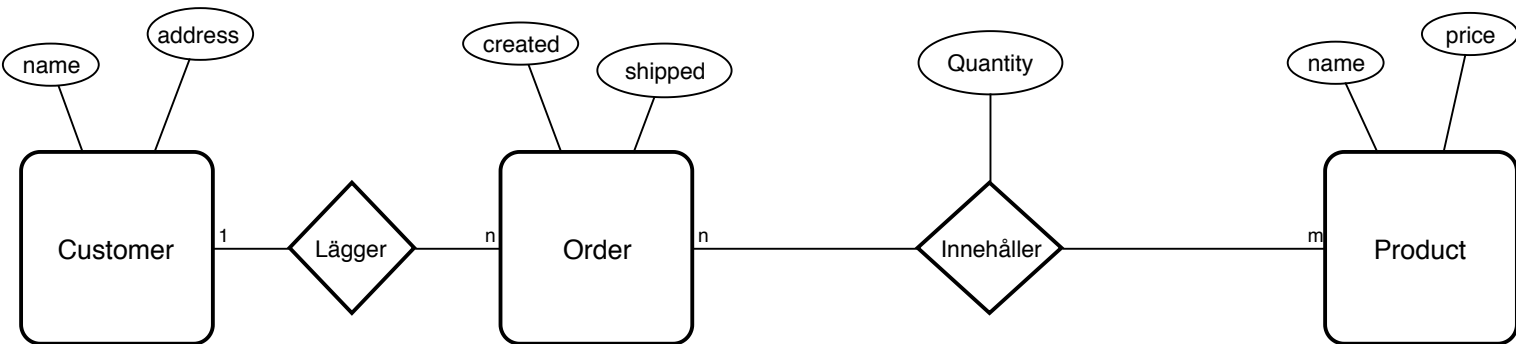 name
address
created
shipped
Quantity
name
price
Customer
1
Lägger
n
Order
n
Innehåller
m
Product